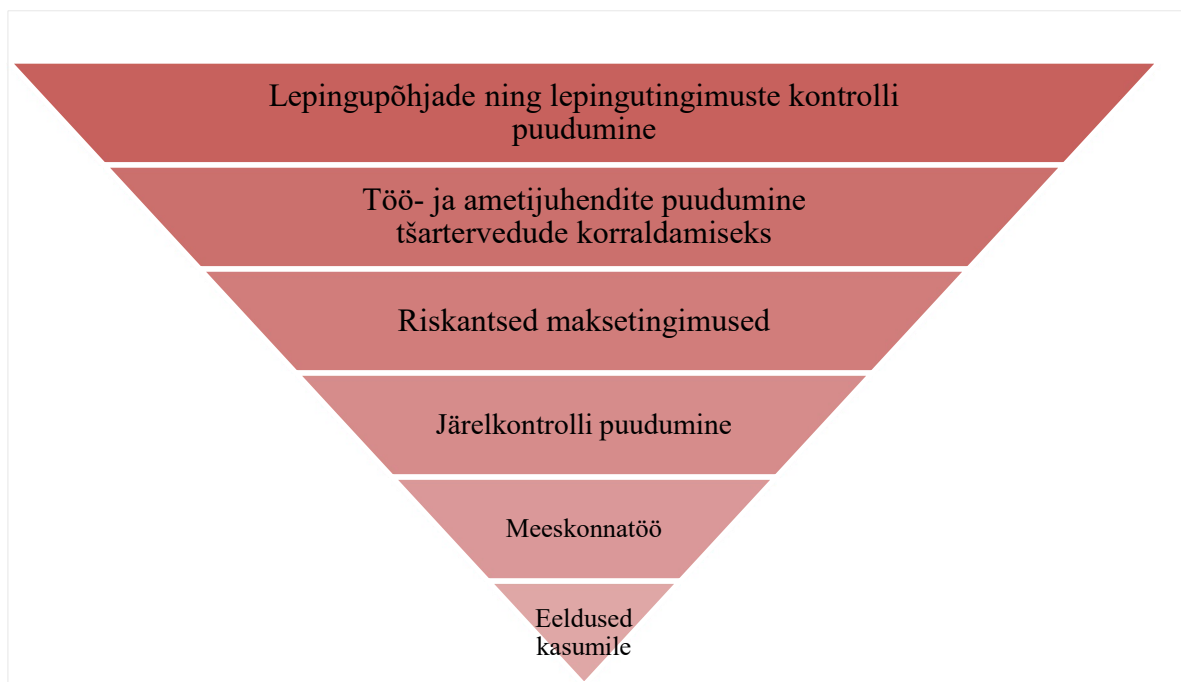 Lepingupõhjade ning lepingutingimuste kontrolli
puudumine
Töö- ja ametijuhendite puudumine
tšartervedude korraldamiseks
Riskantsed maksetingimused
Järelkontrolli puudumine
Meeskonnatöö
Eeldused
kasumile